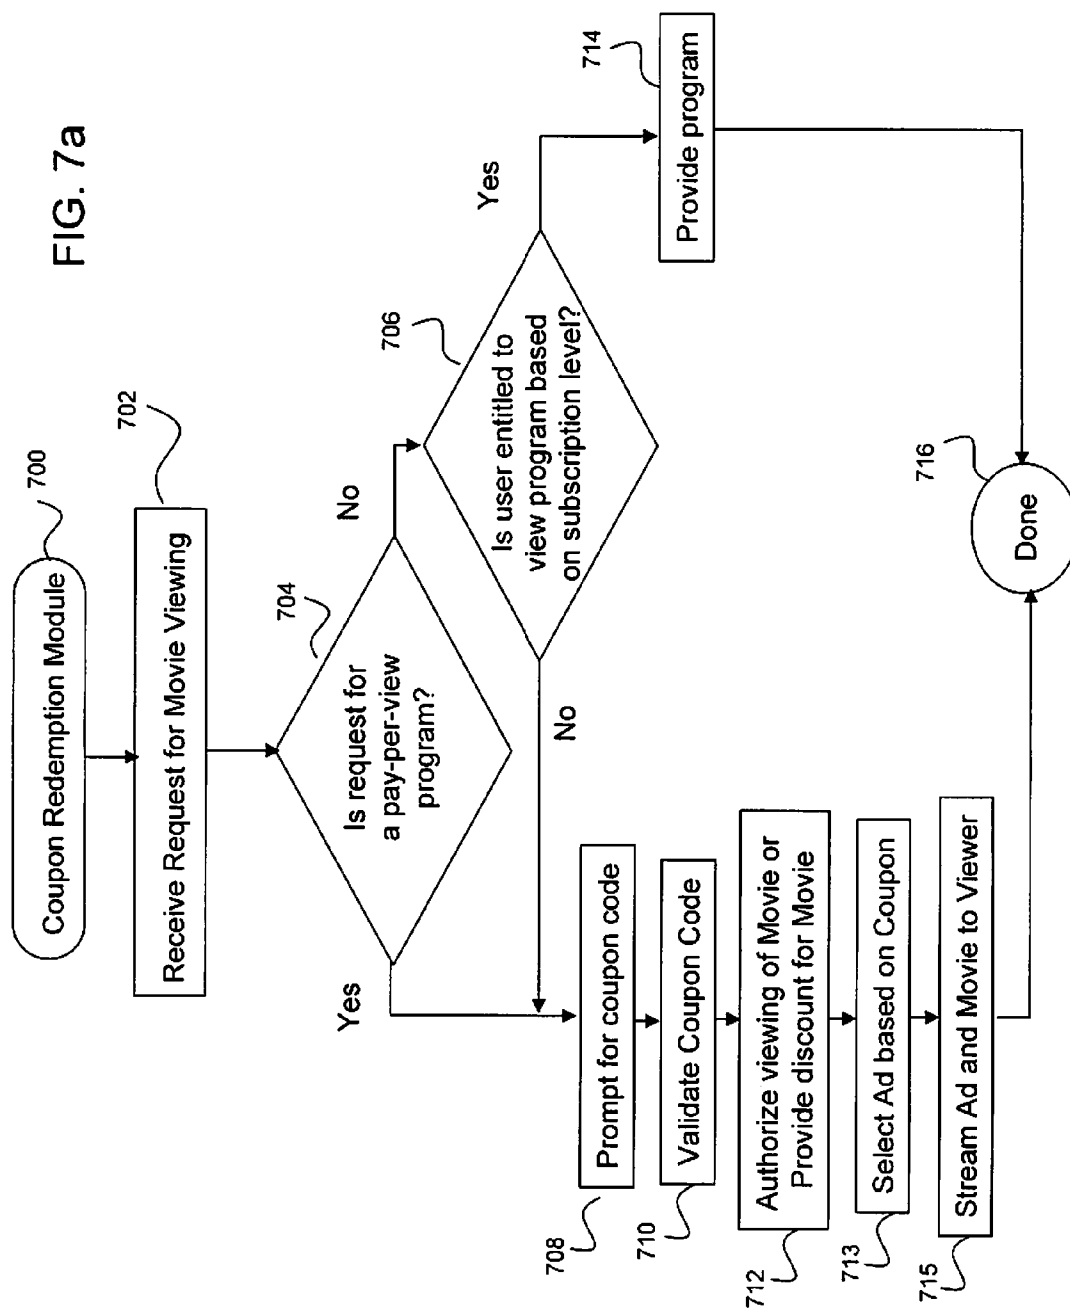 FIG. 7a
Coupon Redemption Module
700
Receive Request for Movie Viewing
702
Is request for
a pay-per-view
program?
704
Yes
No
Is user entitled to
view program based
on subscription level?
706
No
Yes
Prompt for coupon code
708
Provide program
714
Validate Coupon Code
710
Authorize viewing of Movie or
Provide discount for Movie
712
Select Ad based on Coupon
713
Stream Ad and Movie to Viewer
715
Done
716